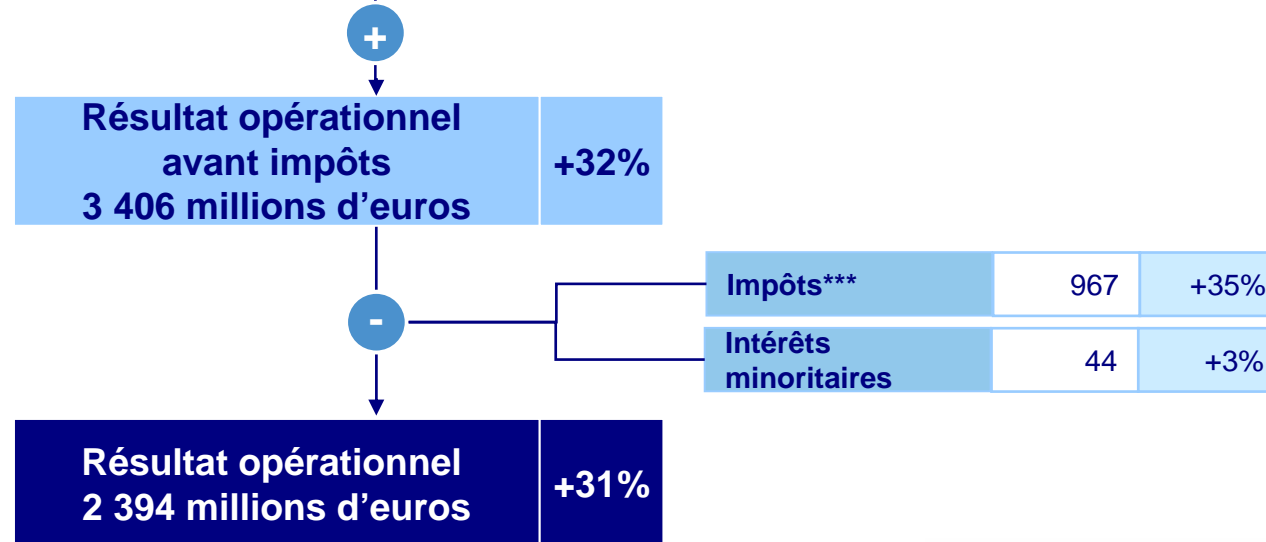 +
Résultat opérationnel
avant impôts
3 406 millions d’euros
+32%
Impôts*** 967 +35%
-
Intérêts
minoritaires
44 +3%
Résultat opérationnel
2 394 millions d’euros
+31%